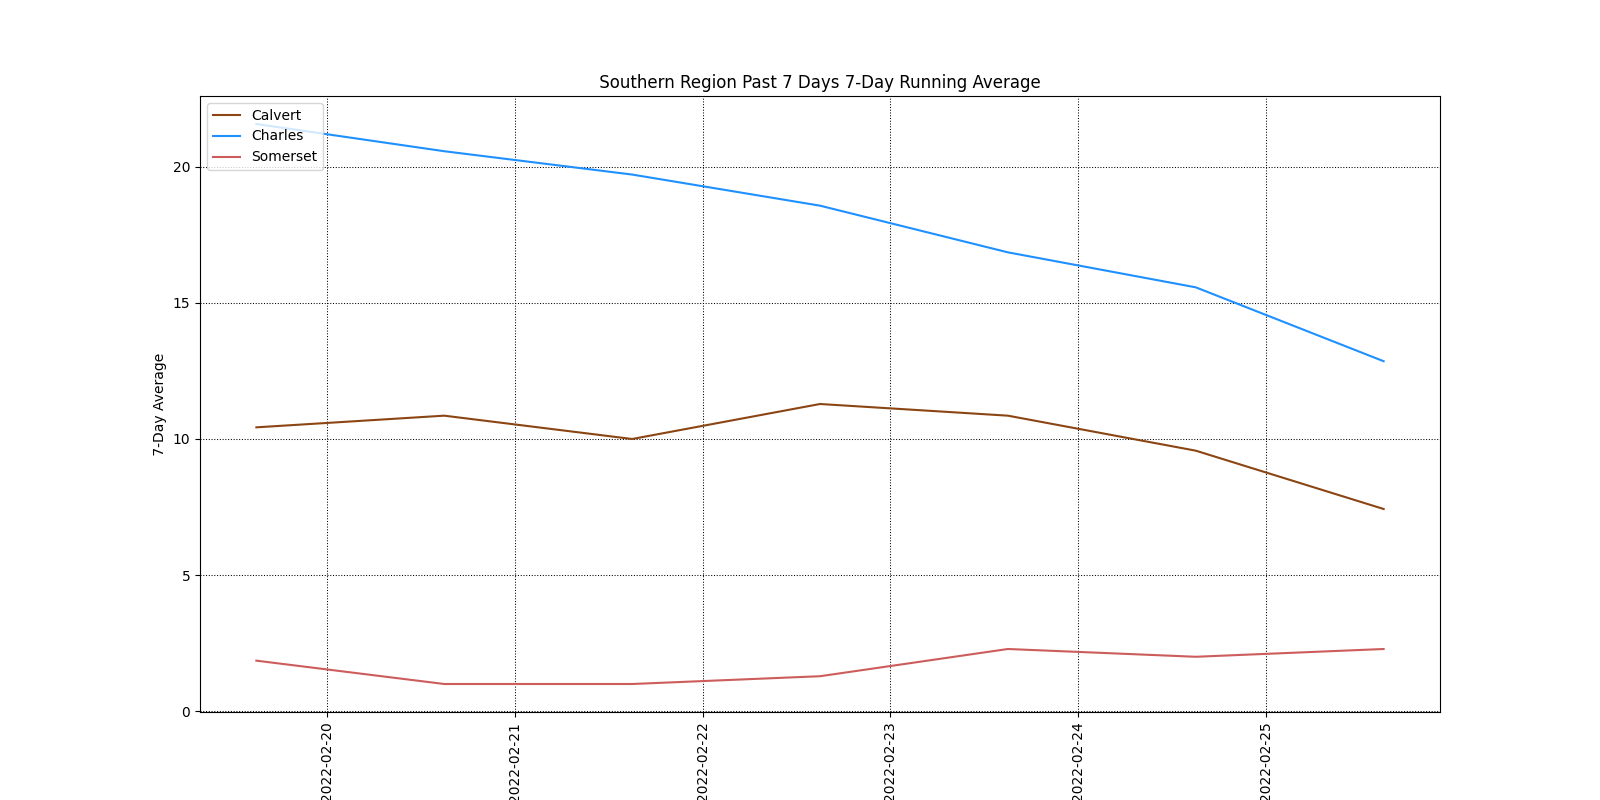 Southern Region Past 7 Days 7-Day Running Average
Calvert
Charles
Somerset
20
15
10
5
0
7-Day Average
2022-02-20
2022-02-21
2022-02-22
2022-02-23
2022-02-24
2022-02-25